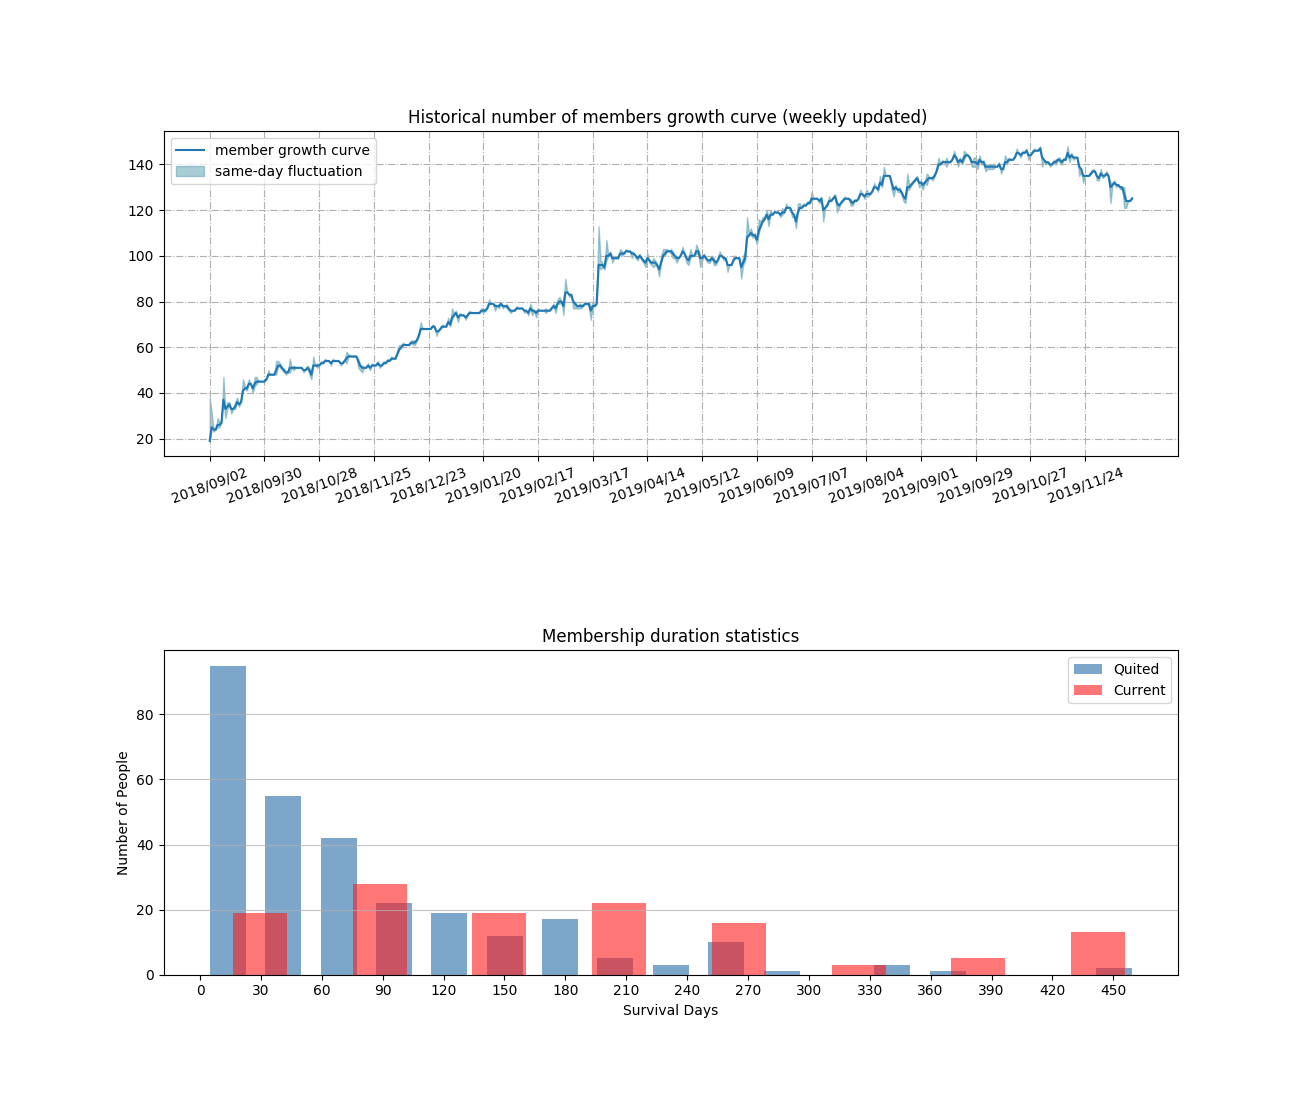 Historical number of members growth curve (weekly updated)
member growth curve
same-day fluctuation
140
120
100
80
60
40
20
2018/09/02 2018/09/30 2018/10/28 2018/11/25 2018/12/23 2019/01/20 2019/02/17 2019/03/17 2019/04/14 2019/05/12 2019/06/09 2019/07/07 2019/08/04 2019/09/01 2019/09/29 2019/10/27 2019/11/24
Membership duration statistics
Quited
Current
80
60
40
20
0
Number of People
0 30 60 90 120 150 180 210 240 270 300 330 360 390 420 450
Survival Days